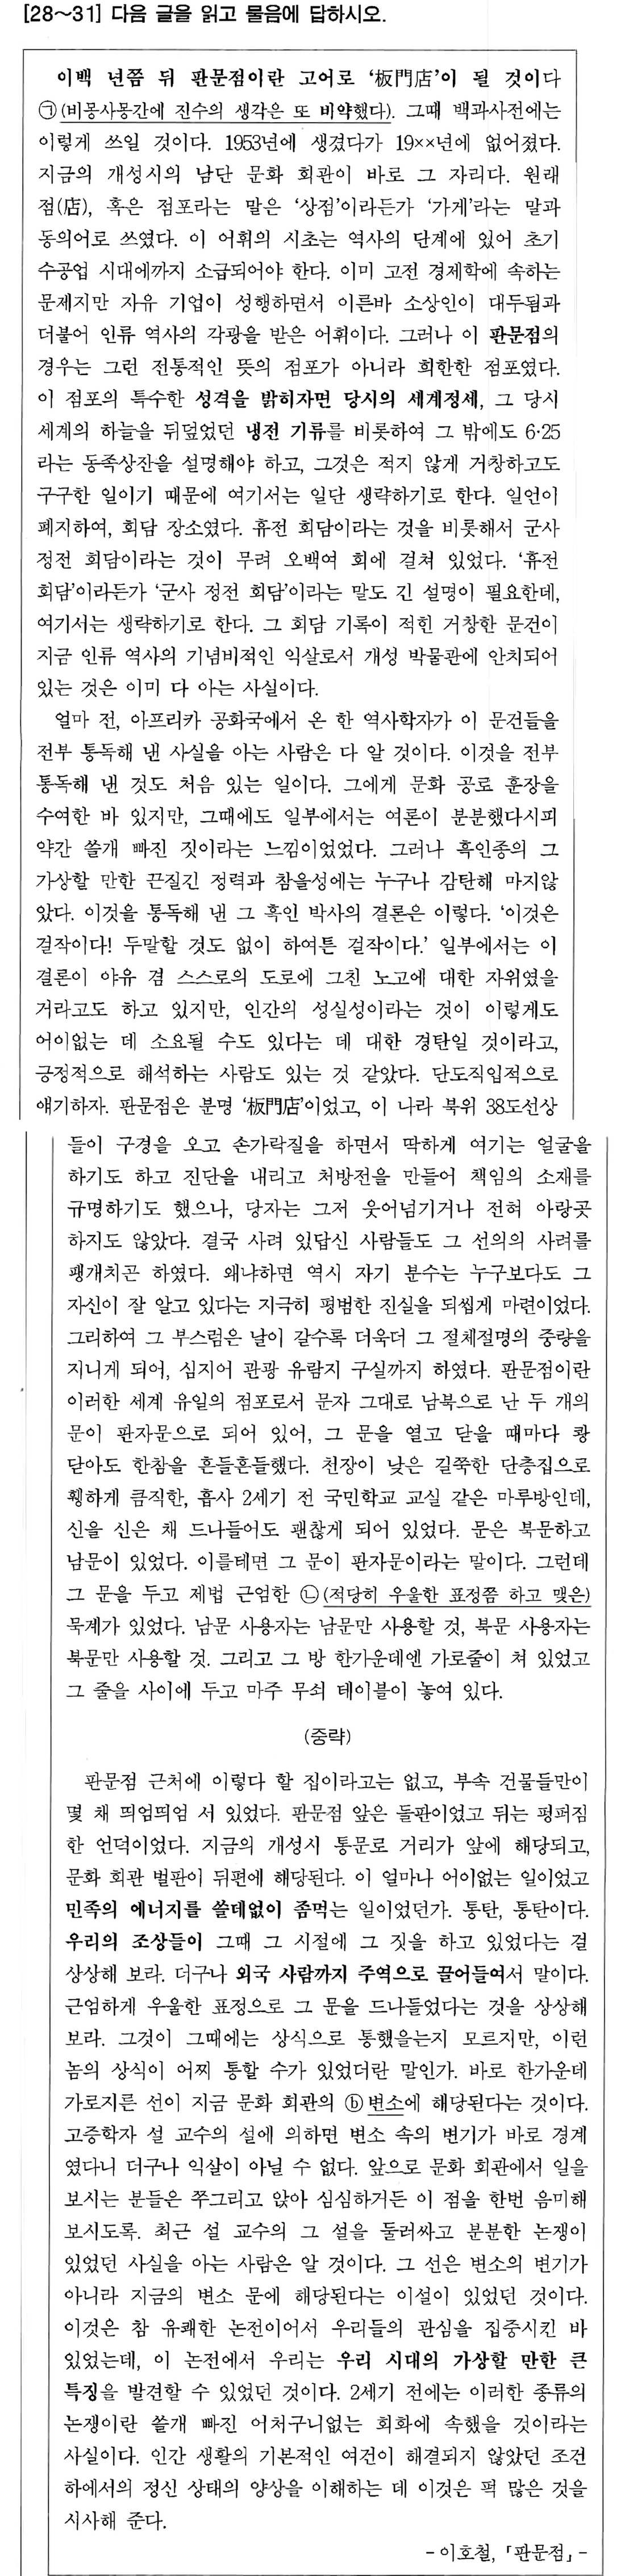 [28～31] 다음 글을 읽고 물음에 답하시오.
이백 년쯤 뒤 판문점이란 고어로 ‘板門店’이 될 것이다
㉠(비몽사몽간에 진수의 생각은 또 비약했다). 그때 백과사전에는
이렇게 쓰일 것이다. 1953년에 생겼다가 19××년에 없어졌다.
지금의 개성시의 남단 문화 회관이 바로 그 자리다. 원래
점(店), 혹은 점포라는 말은 ‘상점’이라든가 ‘가게’라는 말과
동의어로 쓰였다. 이 어휘의 시초는 역사의 단계에 있어 초기
수공업 시대에까지 소급되어야 한다. 이미 고전 경제학에 속하는
문제지만 자유 기업이 성행하면서 이른바 소상인이 대두됨과
더불어 인류 역사의 각광을 받은 어휘이다. 그러나 이 판문점의
경우는 그런 전통적인 뜻의 점포가 아니라 희한한 점포였다.
이 점포의 특수한 성격을 밝히자면 당시의 세계정세, 그 당시
세계의 하늘을 뒤덮었던 냉전 기류를 비롯하여 그 밖에도 6·25
라는 동족상잔을 설명해야 하고, 그것은 적지 않게 거창하고도
구구한 일이기 때문에 여기서는 일단 생략하기로 한다. 일언이
폐지하여, 회담 장소였다. 휴전 회담이라는 것을 비롯해서 군사
정전 회담이라는 것이 무려 오백여 회에 걸쳐 있었다. ‘휴전
회담’이라든가 ‘군사 정전 회담’이라는 말도 긴 설명이 필요한데,
여기서는 생략하기로 한다. 그 회담 기록이 적힌 거창한 문건이
지금 인류 역사의 기념비적인 익살로서 개성 박물관에 안치되어
있는 것은 이미 다 아는 사실이다.
얼마 전, 아프리카 공화국에서 온 한 역사학자가 이 문건들을
전부 통독해 낸 사실을 아는 사람은 다 알 것이다. 이것을 전부
통독해 낸 것도 처음 있는 일이다. 그에게 문화 공로 훈장을
수여한 바 있지만, 그때에도 일부에서는 여론이 분분했다시피
약간 쓸개 빠진 짓이라는 느낌이었었다. 그러나 흑인종의 그
가상할 만한 끈질긴 정력과 참을성에는 누구나 감탄해 마지않
았다. 이것을 통독해 낸 그 흑인 박사의 결론은 이렇다. ‘이것은
걸작이다! 두말할 것도 없이 하여튼 걸작이다.’ 일부에서는 이
결론이 야유 겸 스스로의 도로에 그친 노고에 대한 자위였을
거라고도 하고 있지만, 인간의 성실성이라는 것이 이렇게도
어이없는 데 소요될 수도 있다는 데 대한 경탄일 것이라고,
긍정적으로 해석하는 사람도 있는 것 같았다. 단도직입적으로
얘기하자. 판문점은 분명 ‘板門店’이었고, 이 나라 북위 38도선상
들이 구경을 오고 손가락질을 하면서 딱하게 여기는 얼굴을
하기도 하고 진단을 내리고 처방전을 만들어 책임의 소재를
규명하기도 했으나, 당자는 그저 웃어넘기거나 전혀 아랑곳
하지도 않았다. 결국 사려 있답신 사람들도 그 선의의 사려를
팽개치곤 하였다. 왜냐하면 역시 자기 분수는 누구보다도 그
자신이 잘 알고 있다는 지극히 평범한 진실을 되씹게 마련이었다.
그리하여 그 부스럼은 날이 갈수록 더욱더 그 절체절명의 중량을
지니게 되어, 심지어 관광 유람지 구실까지 하였다. 판문점이란
이러한 세계 유일의 점포로서 문자 그대로 남북으로 난 두 개의
문이 판자문으로 되어 있어, 그 문을 열고 닫을 때마다 쾅
닫아도 한참을 흔들흔들했다. 천장이 낮은 길쭉한 단층집으로
휑하게 큼직한, 흡사 2세기 전 국민학교 교실 같은 마루방인데,
신을 신은 채 드나들어도 괜찮게 되어 있었다. 문은 북문하고
남문이 있었다. 이를테면 그 문이 판자문이라는 말이다. 그런데
그 문을 두고 제법 근엄한 ㉡(적당히 우울한 표정쯤 하고 맺은)
묵계가 있었다. 남문 사용자는 남문만 사용할 것, 북문 사용자는
북문만 사용할 것. 그리고 그 방 한가운데엔 가로줄이 쳐 있었고
그 줄을 사이에 두고 마주 무쇠 테이블이 놓여 있다.
(중략)
판문점 근처에 이렇다 할 집이라고는 없고, 부속 건물들만이
몇 채 띄엄띄엄 서 있었다. 판문점 앞은 들판이었고 뒤는 평퍼짐
한 언덕이었다. 지금의 개성시 통문로 거리가 앞에 해당되고,
문화 회관 벌판이 뒤편에 해당된다. 이 얼마나 어이없는 일이었고
민족의 에너지를 쓸데없이 좀먹는 일이었던가. 통탄, 통탄이다.
우리의 조상들이 그때 그 시절에 그 짓을 하고 있었다는 걸
상상해 보라. 더구나 외국 사람까지 주역으로 끌어들여서 말이다.
근엄하게 우울한 표정으로 그 문을 드나들었다는 것을 상상해
보라. 그것이 그때에는 상식으로 통했을는지 모르지만, 이런
놈의 상식이 어찌 통할 수가 있었더란 말인가. 바로 한가운데
가로지른 선이 지금 문화 회관의 ⓑ변소에 해당된다는 것이다.
고증학자 설 교수의 설에 의하면 변소 속의 변기가 바로 경계
였다니 더구나 익살이 아닐 수 없다. 앞으로 문화 회관에서 일을
보시는 분들은 쭈그리고 앉아 심심하거든 이 점을 한번 음미해
보시도록. 최근 설 교수의 그 설을 둘러싸고 분분한 논쟁이
있었던 사실을 아는 사람은 알 것이다. 그 선은 변소의 변기가
아니라 지금의 변소 문에 해당된다는 이설이 있었던 것이다.
이것은 참 유쾌한 논전이어서 우리들의 관심을 집중시킨 바
있었는데, 이 논전에서 우리는 우리 시대의 가상할 만한 큰
특징을 발견할 수 있었던 것이다. 2세기 전에는 이러한 종류의
논쟁이란 쓸개 빠진 어처구니없는 회화에 속했을 것이라는
사실이다. 인간 생활의 기본적인 여건이 해결되지 않았던 조건
하에서의 정신 상태의 양상을 이해하는 데 이것은 퍽 많은 것을
시사해 준다.
- 이호철, 「판문점」-